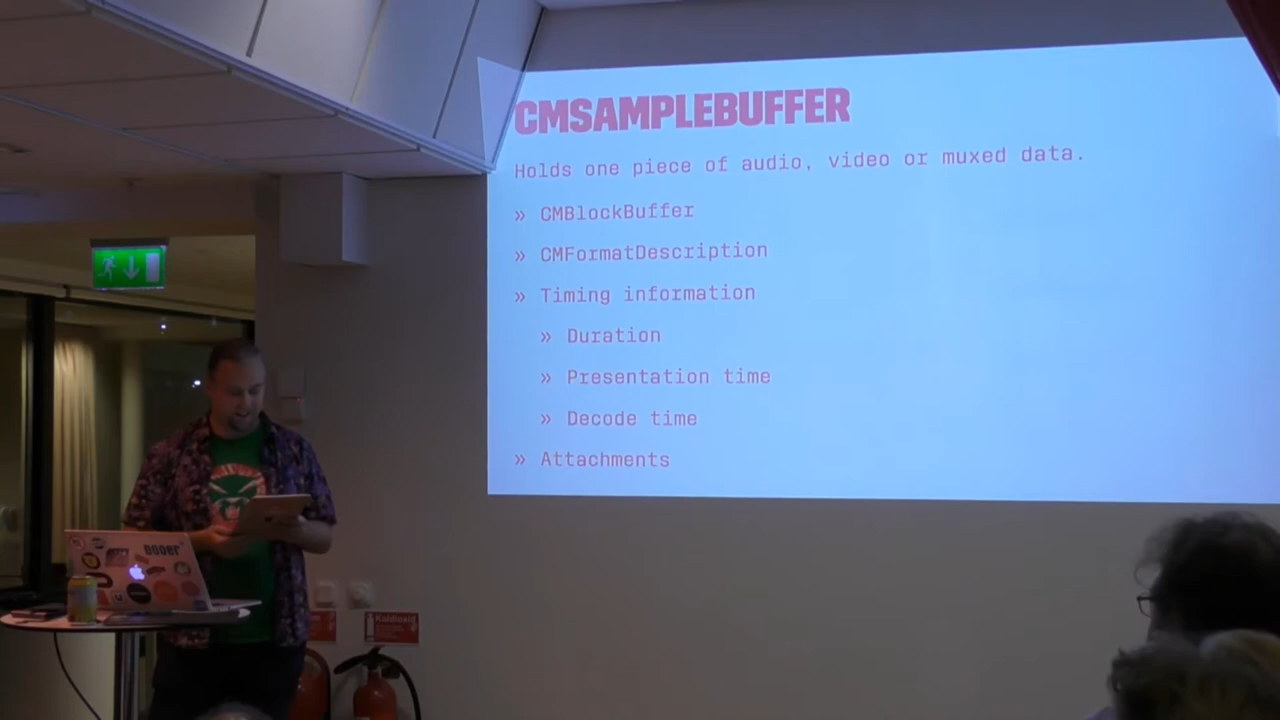 CMSAMPLEBUFFER
Holds one piece of audio, video or muxed data.
» CMBlockBuffer
» CMFormatDescription
» Timing information
» Duration
» Presentation time
» Decode time
» Attachments
Koldioxid